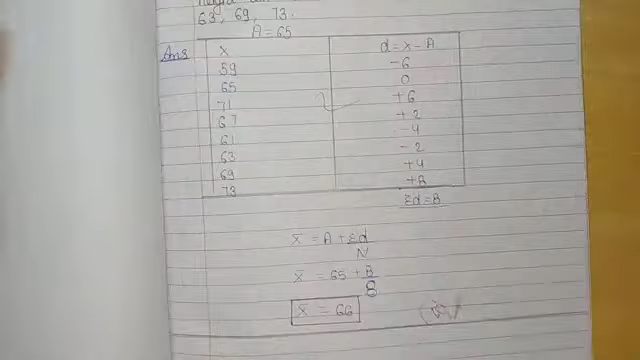 63, 69, 73.
A = 65
Ans
X d = x - A
59 -6
65 0
71 +6
67 +2
61 -4
63 -2
69 +4
73 +8
Σd = 8
x̄ = A + Σd/N
x̄ = 65 + 8/8
x̄ = 66